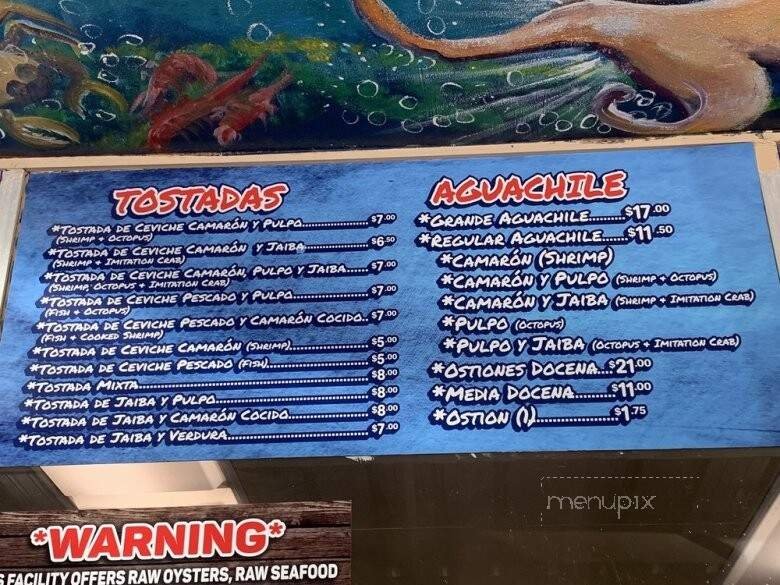 TOSTADAS
*TOSTADA DE CEVICHE CAMARÓN Y PULPO.......................$7.00
(SHRIMP + OCTOPUS)
*TOSTADA DE CEVICHE CAMARÓN Y JAIBA.......................$6.50
(SHRIMP + IMITATION CRAB)
*TOSTADA DE CEVICHE CAMARÓN, PULPO Y JAIBA......$7.00
(SHRIMP, OCTOPUS + IMITATION CRAB)
*TOSTADA DE CEVICHE PESCADO Y PULPO...................$7.00
(FISH + OCTOPUS)
*TOSTADA DE CEVICHE PESCADO Y CAMARÓN COCIDO..$7.00
(FISH + COOKED SHRIMP)
*TOSTADA DE CEVICHE CAMARÓN (SHRIMP)....................$5.00
*TOSTADA DE CEVICHE PESCADO (FISH)..........................$5.00
*TOSTADA MIXTA.......................................................$8.00
*TOSTADA DE JAIBA Y PULPO.....................................$8.00
*TOSTADA DE JAIBA Y CAMARÓN COCIDO....................$8.00
*TOSTADA DE JAIBA Y VERDURA.................................$7.00
AGUACHILE
*GRANDE AGUACHILE.........$17.00
*REGULAR AGUACHILE.......$11.50
*CAMARÓN (SHRIMP)
*CAMARÓN Y PULPO (SHRIMP + OCTOPUS)
*CAMARÓN Y JAIBA (SHRIMP + IMITATION CRAB)
*PULPO (OCTOPUS)
*PULPO Y JAIBA (OCTOPUS + IMITATION CRAB)
*OSTIONES DOCENA...$21.00
*MEDIA DOCENA.........$11.00
*OSTION (1)..................$1.75
menupix
*WARNING*
S FACILITY OFFERS RAW OYSTERS, RAW SEAFOOD